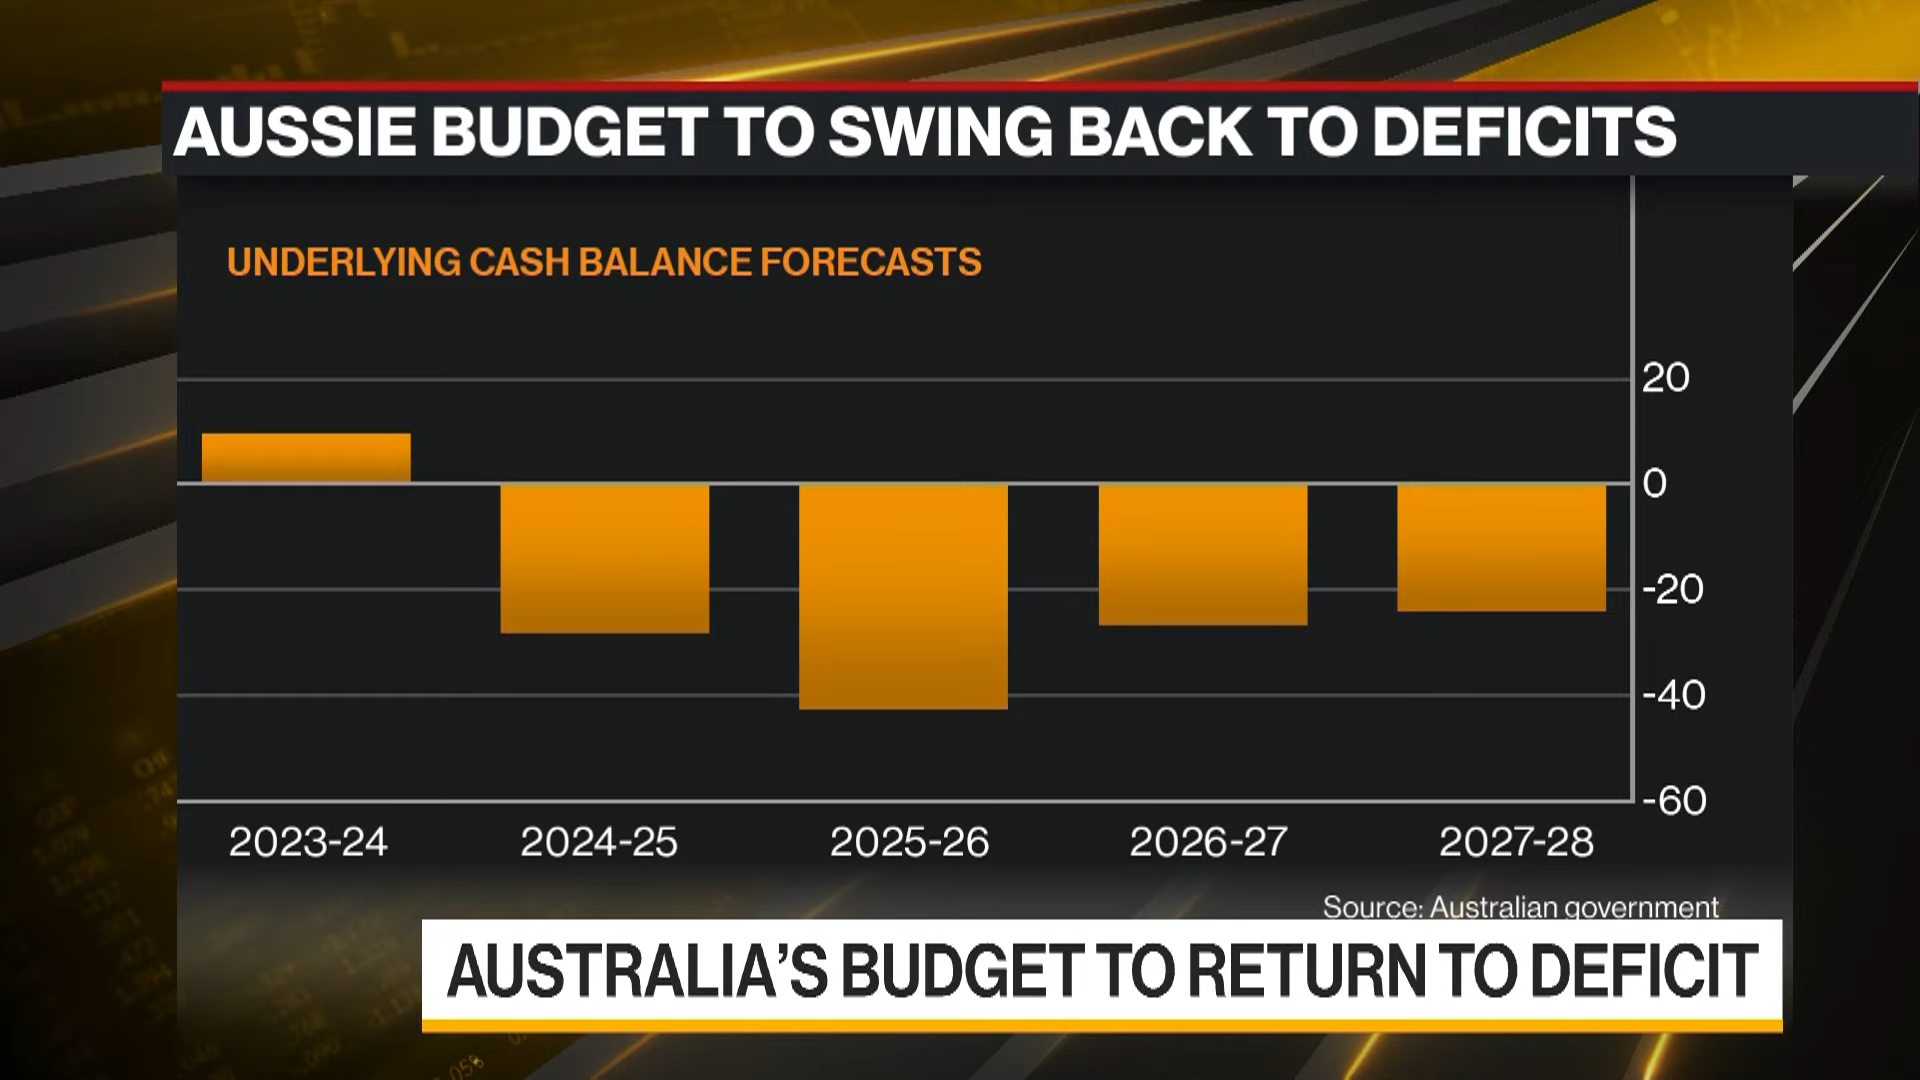 AUSSIE BUDGET TO SWING BACK TO DEFICITS
UNDERLYING CASH BALANCE FORECASTS
20
0
-20
-40
-60
2023-24 2024-25 2025-26 2026-27 2027-28
Source: Australian government
AUSTRALIA'S BUDGET TO RETURN TO DEFICIT